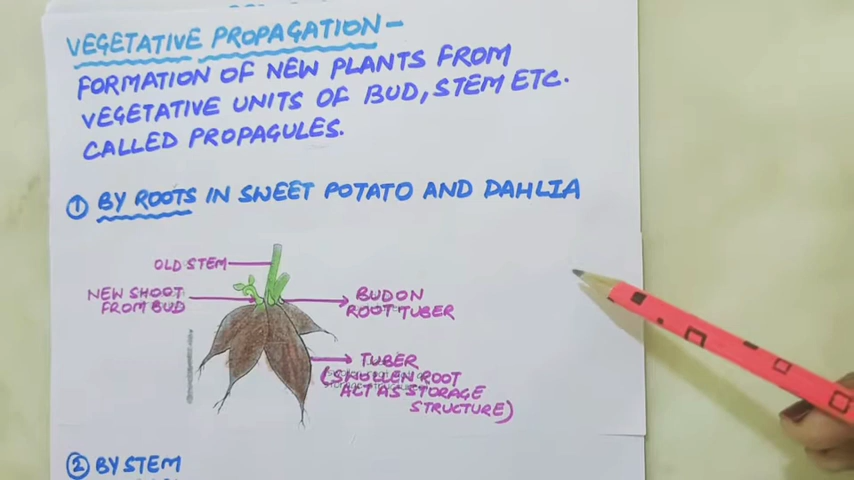 VEGETATIVE PROPAGATION-
FORMATION OF NEW PLANTS FROM
VEGETATIVE UNITS OF BUD, STEM ETC.
CALLED PROPAGULES.
① BY ROOTS IN SWEET POTATO AND DAHLIA
OLD STEM
NEW SHOOT
FROM BUD
BUD ON
ROOT TUBER
TUBER
(SWOLLEN ROOT
ACT AS STORAGE
STRUCTURE)
② BY STEM